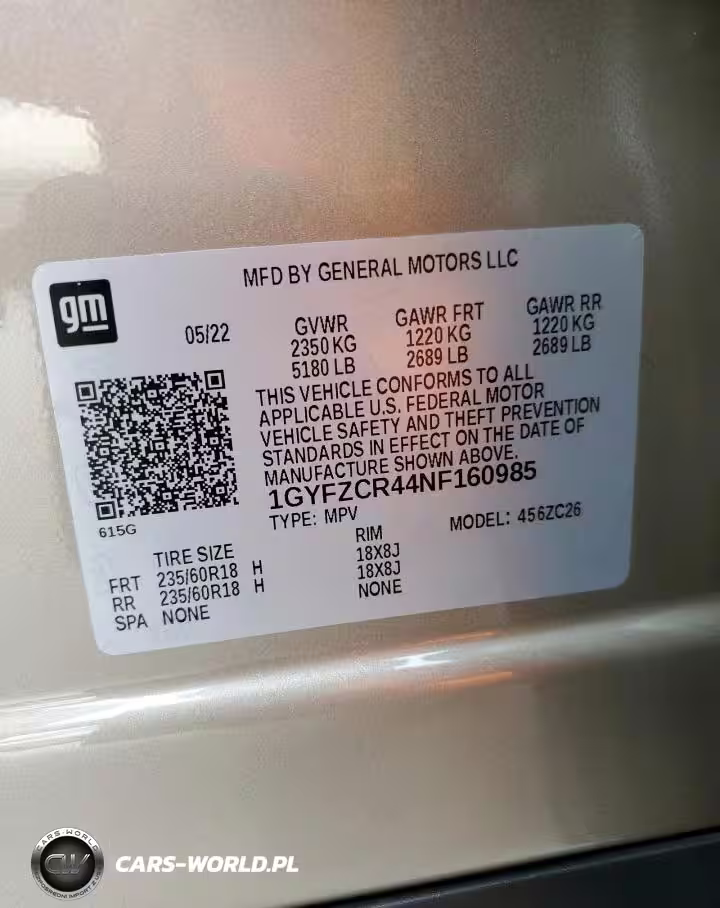 MFD BY GENERAL MOTORS LLC
gm
05/22
GVWR GAWR FRT GAWR RR
2350 KG 1220 KG 1220 KG
5180 LB 2689 LB 2689 LB
THIS VEHICLE CONFORMS TO ALL
APPLICABLE U.S. FEDERAL MOTOR
VEHICLE SAFETY AND THEFT PREVENTION
STANDARDS IN EFFECT ON THE DATE OF
MANUFACTURE SHOWN ABOVE.
1GYFZCR44NF160985
615G
TYPE: MPV MODEL: 456ZC26
TIRE SIZE RIM
FRT 235/60R18 H 18X8J
RR 235/60R18 H 18X8J
SPA NONE NONE
CARS-WORLD
CW
CARS-WORLD.PL